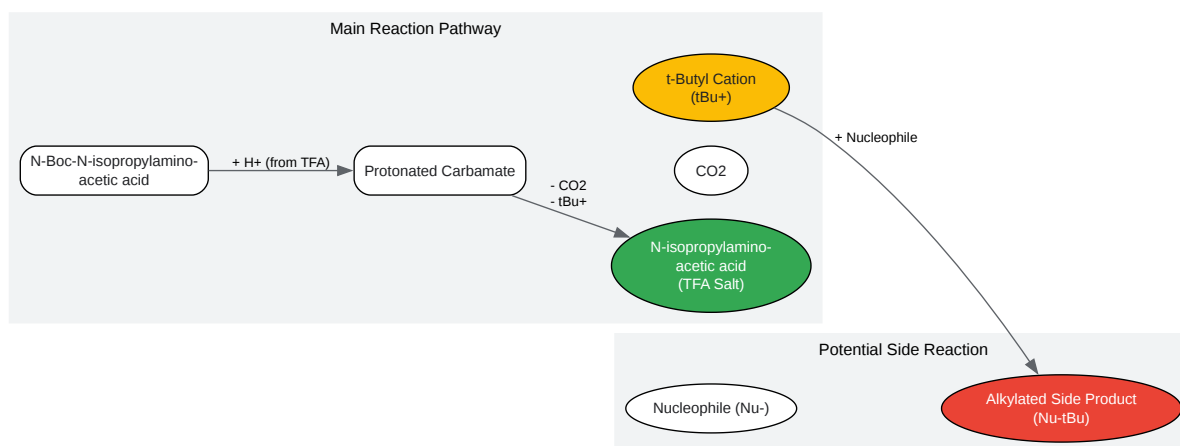 Main Reaction Pathway
t-Butyl Cation
(tBu+)
+ Nucleophile
N-Boc-N-isopropylamino-
acetic acid
+ H+ (from TFA)
Protonated Carbamate
CO2
- CO2
- tBu+
N-isopropylamino-
acetic acid
(TFA Salt)
Potential Side Reaction
Nucleophile (Nu-)
Alkylated Side Product
(Nu-tBu)